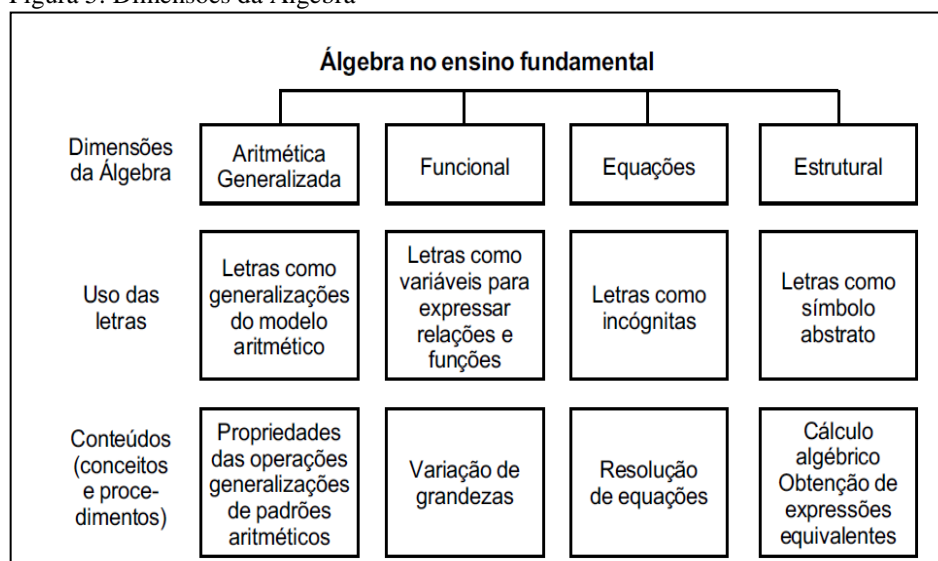 Figura 3: Dimensões da Álgebra
Álgebra no ensino fundamental
Dimensões
da Álgebra
Aritmética
Generalizada
Funcional
Equações
Estrutural
Uso das
letras
Letras como
generalizações
do modelo
aritmético
Letras como
variáveis para
expressar
relações e
funções
Letras como
incógnitas
Letras como
símbolo
abstrato
Conteúdos
(conceitos
e proce-
dimentos)
Propriedades
das operações
generalizações
de padrões
aritméticos
Variação de
grandezas
Resolução
de equações
Cálculo
algébrico
Obtenção de
expressões
equivalentes